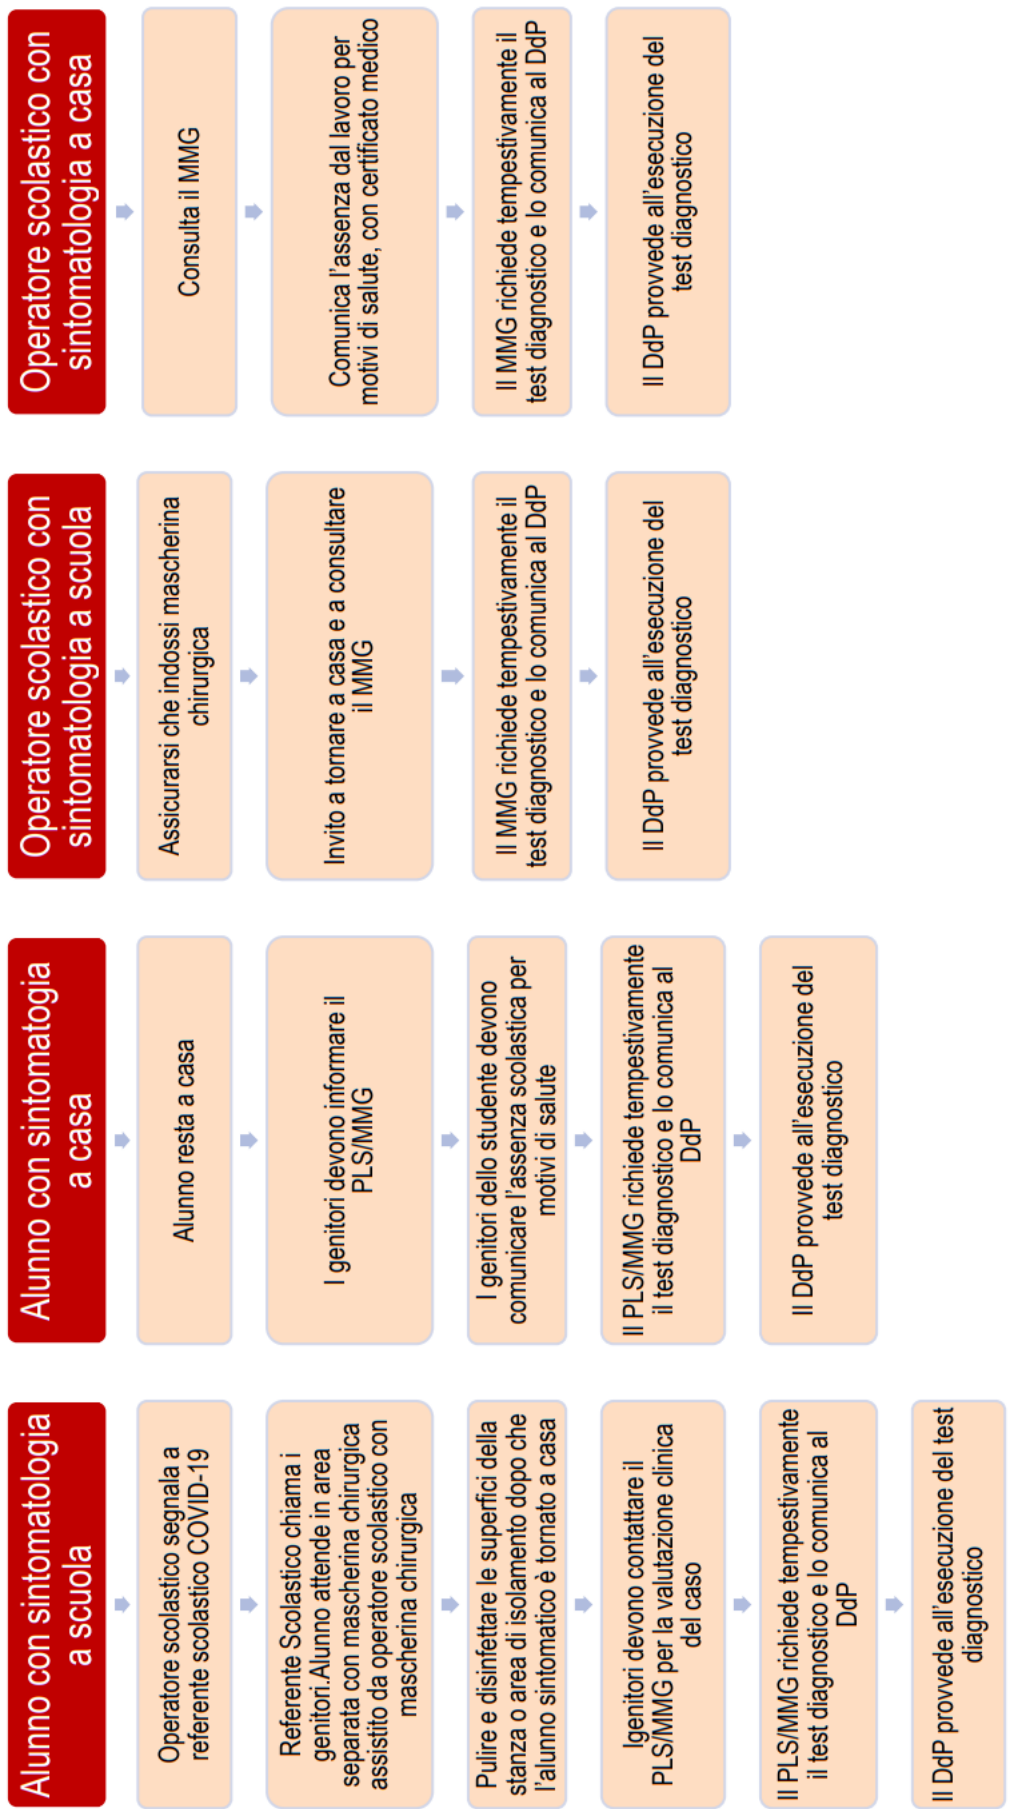 Alunno con sintomatologia
a scuola
Operatore scolastico segnala a
referente scolastico COVID-19
Referente Scolastico chiama i
genitori.Alunno attende in area
separata con mascherina chirurgica
assistito da operatore scolastico con
mascherina chirurgica
Pulire e disinfettare le superfici della
stanza o area di isolamento dopo che
l'alunno sintomatico è tornato a casa
Igenitori devono contattare il
PLS/MMG per la valutazione clinica
del caso
Il PLS/MMG richiede tempestivamente
il test diagnostico e lo comunica al
DdP
Il DdP provvede all'esecuzione del test
diagnostico
Alunno con sintomatogia
a casa
Alunno resta a casa
I genitori devono informare il
PLS/MMG
I genitori dello studente devono
comunicare l'assenza scolastica per
motivi di salute
Il PLS/MMG richiede tempestivamente
il test diagnostico e lo comunica al
DdP
Il DdP provvede all'esecuzione del
test diagnostico
Operatore scolastico con
sintomatologia a scuola
Assicurarsi che indossi mascherina
chirurgica
Invito a tornare a casa e a consultare
il MMG
Il MMG richiede tempestivamente il
test diagnostico e lo comunica al DdP
Il DdP provvede all'esecuzione del
test diagnostico
Operatore scolastico con
sintomatologia a casa
Consulta il MMG
Comunica l'assenza dal lavoro per
motivi di salute, con certificato medico
Il MMG richiede tempestivamente il
test diagnostico e lo comunica al DdP
Il DdP provvede all'esecuzione del
test diagnostico